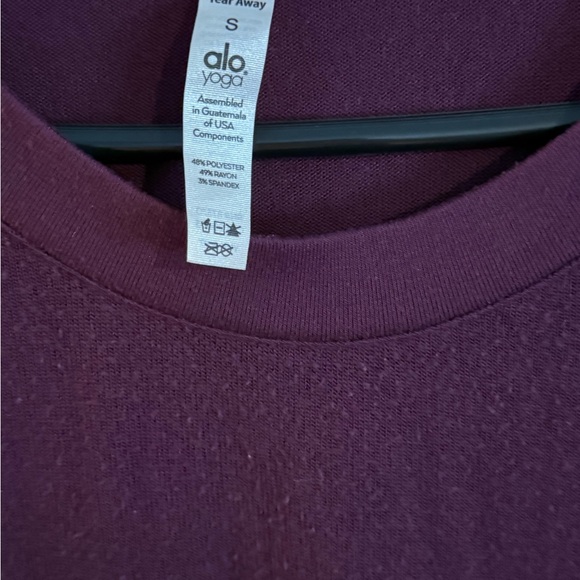 Tear Away
S
alo
yoga
Assembled
in Guatemala
of USA
Components
48% POLYESTER
49% RAYON
3% SPANDEX